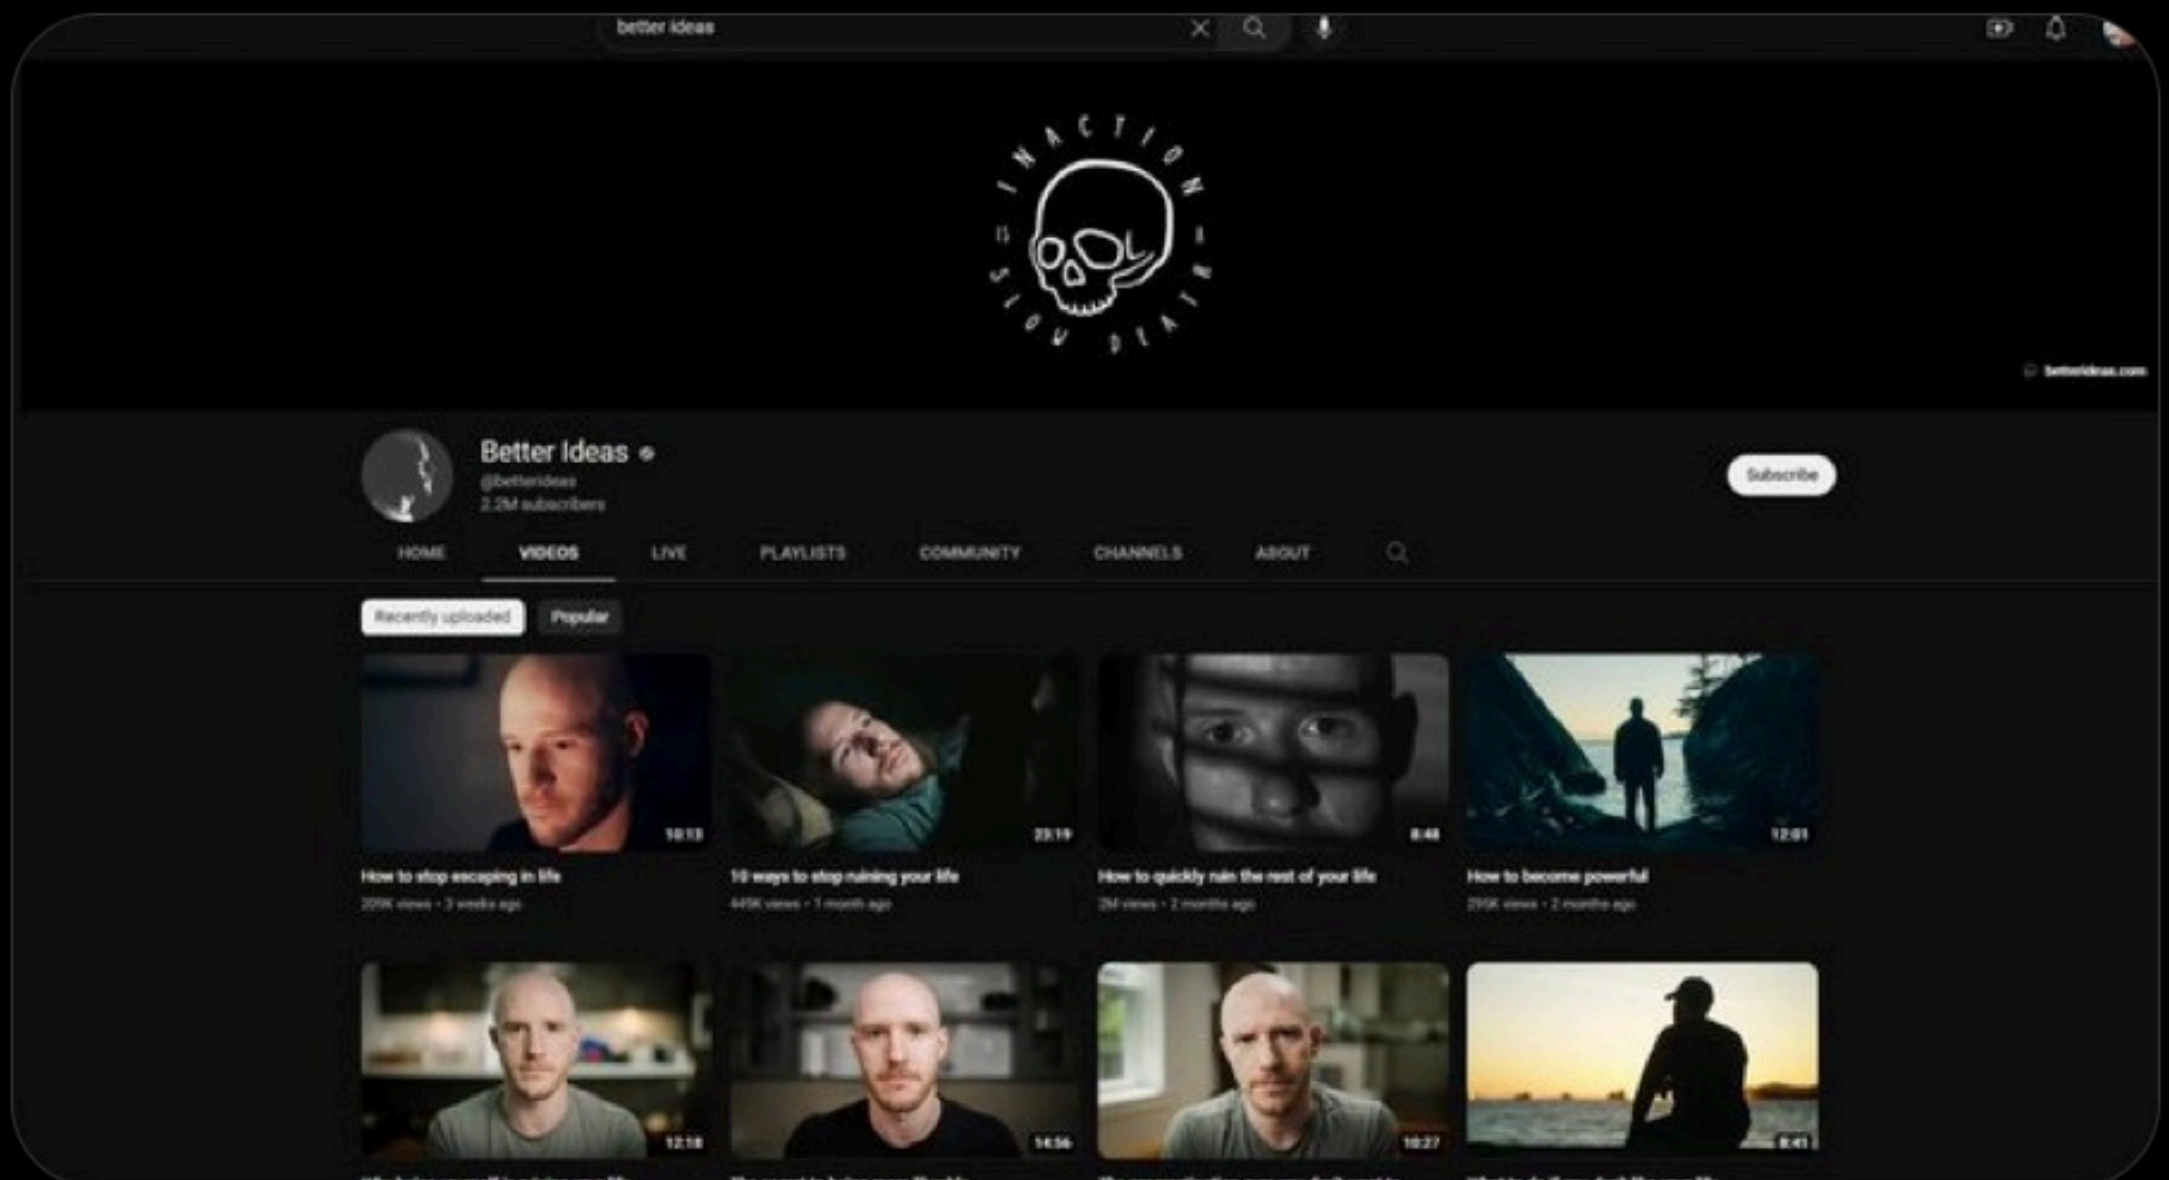 better ideas
INACTION
IS
SLOW DEATH
betterideas.com
Better Ideas
@betterideas
2.2M subscribers
Subscribe
HOME VIDEOS LIVE PLAYLISTS COMMUNITY CHANNELS ABOUT
Recently uploaded Popular
10:13 23:19 8:48 12:01
How to stop escaping in life 10 ways to stop ruining your life How to quickly ruin the rest of your life How to become powerful
views • 3 weeks ago views • 1 month ago 2M views • 2 months ago views • 2 months ago
12:18 14:56 10:27 8:41